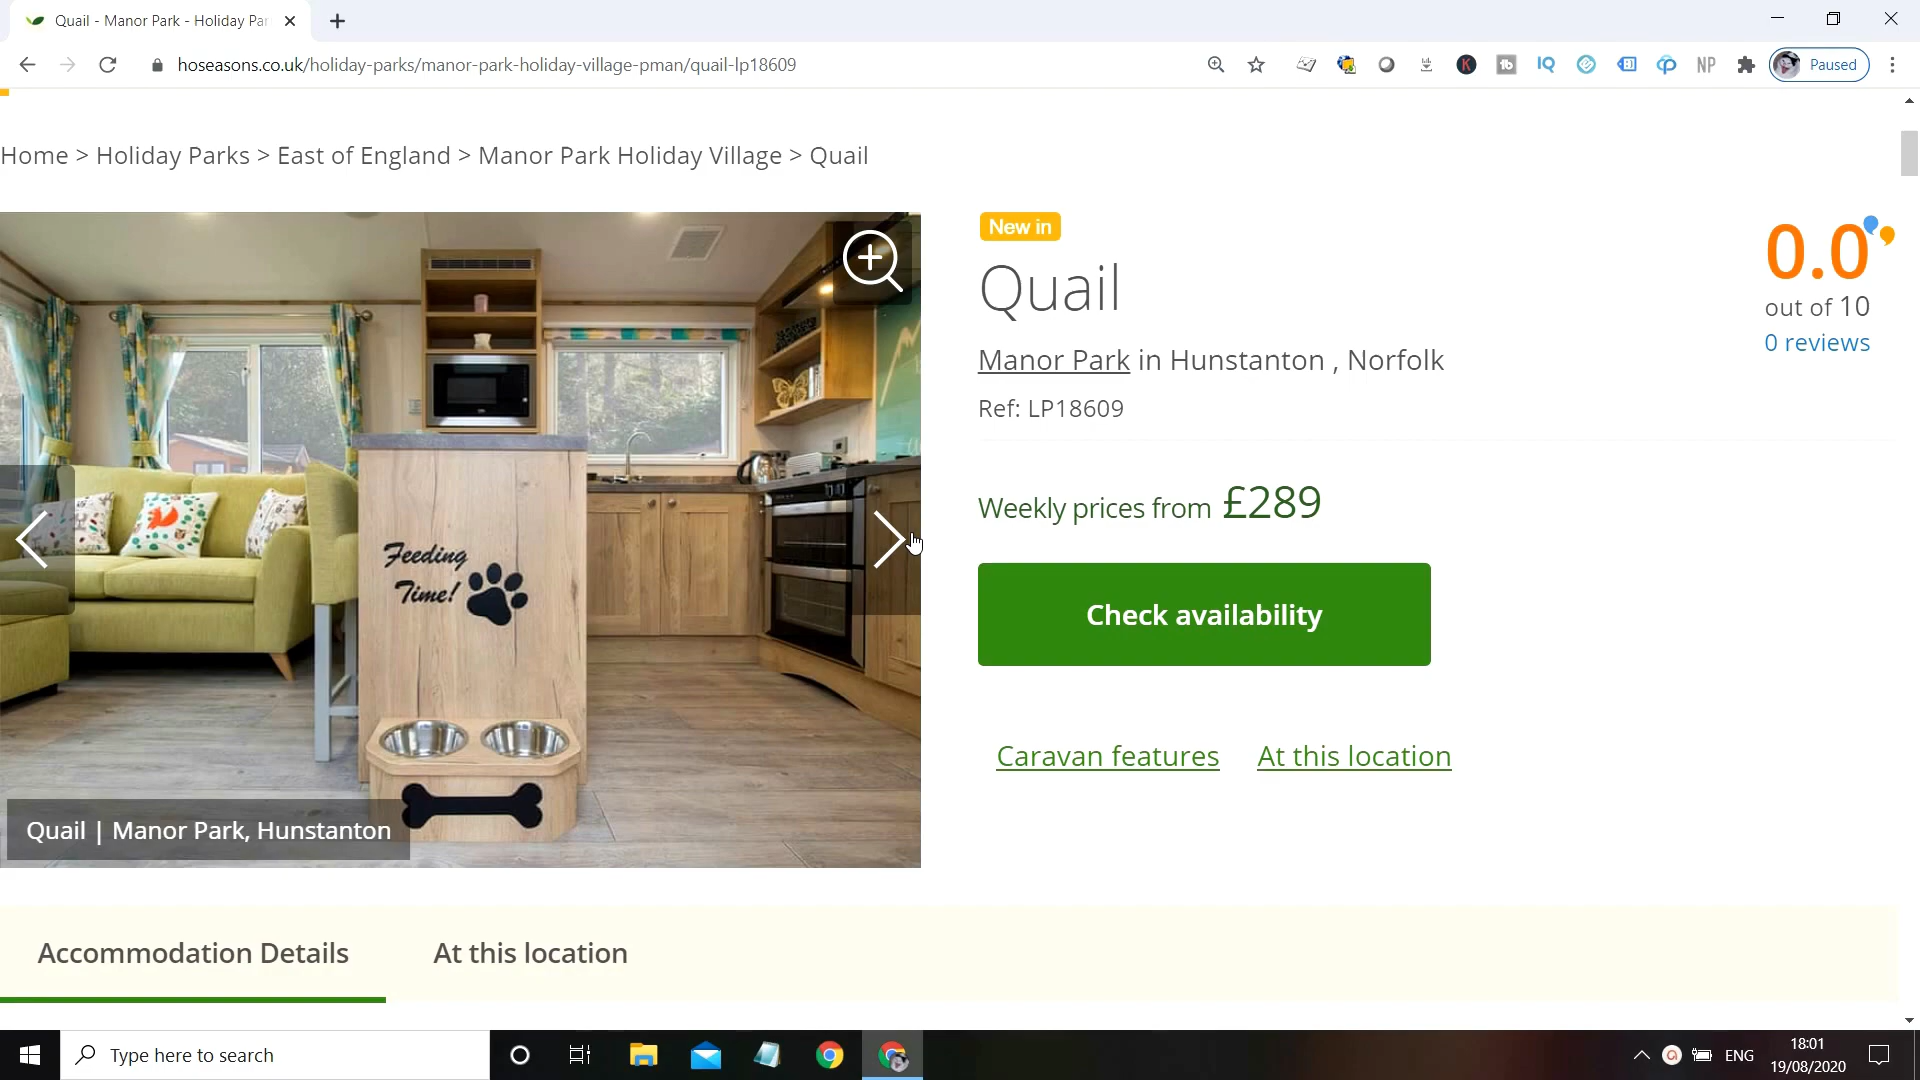 Quail - Manor Park - Holiday Par
hoseasons.co.uk/holiday-parks/manor-park-holiday-village-pman/quail-lp18609
tb
IQ
NP
Paused
Home > Holiday Parks > East of England > Manor Park Holiday Village > Quail
New in
Quail
0.0
out of 10
0 reviews
Manor Park in Hunstanton , Norfolk
Ref: LP18609
Weekly prices from £289
Check availability
Feeding
Time!
Caravan features
At this location
Quail | Manor Park, Hunstanton
Accommodation Details
At this location
Type here to search
ENG
18:01
19/08/2020